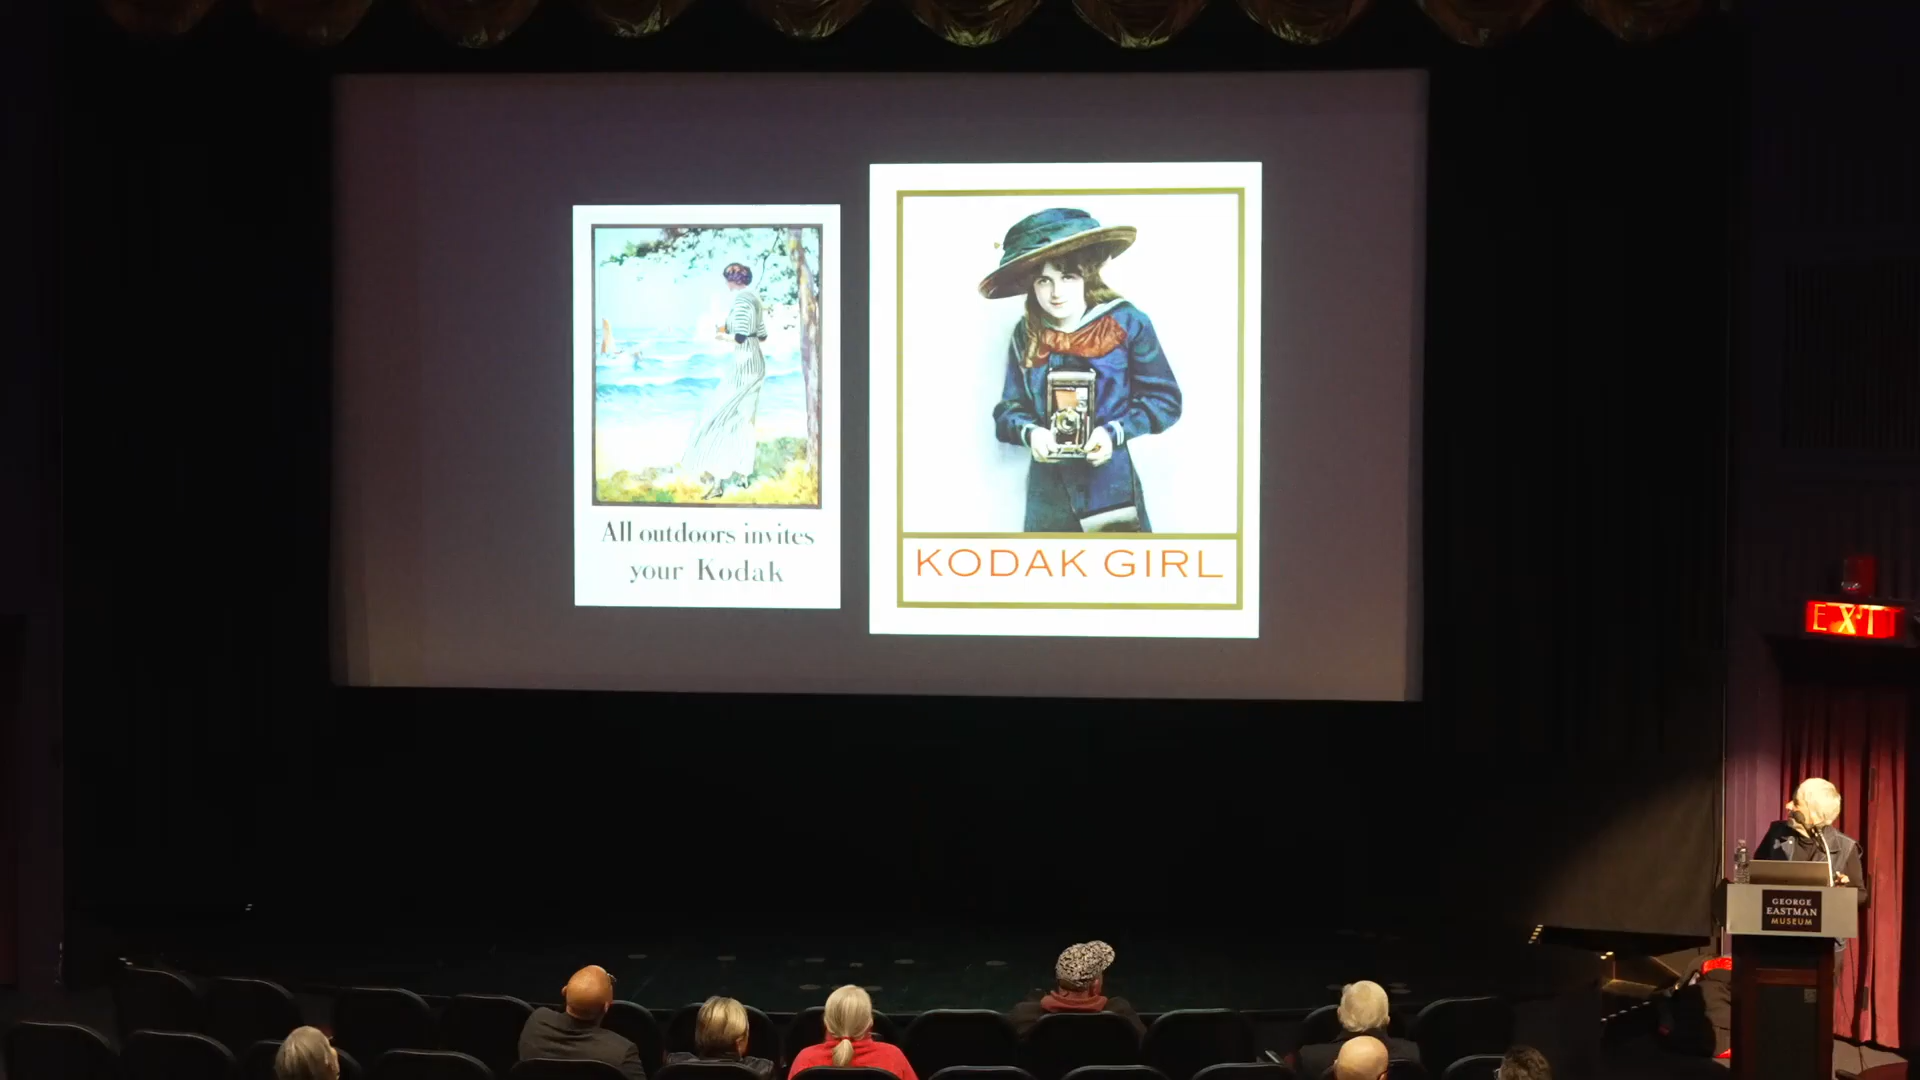 All outdoors invites
your Kodak
KODAK GIRL
EXIT
GEORGE
EASTMAN
MUSEUM